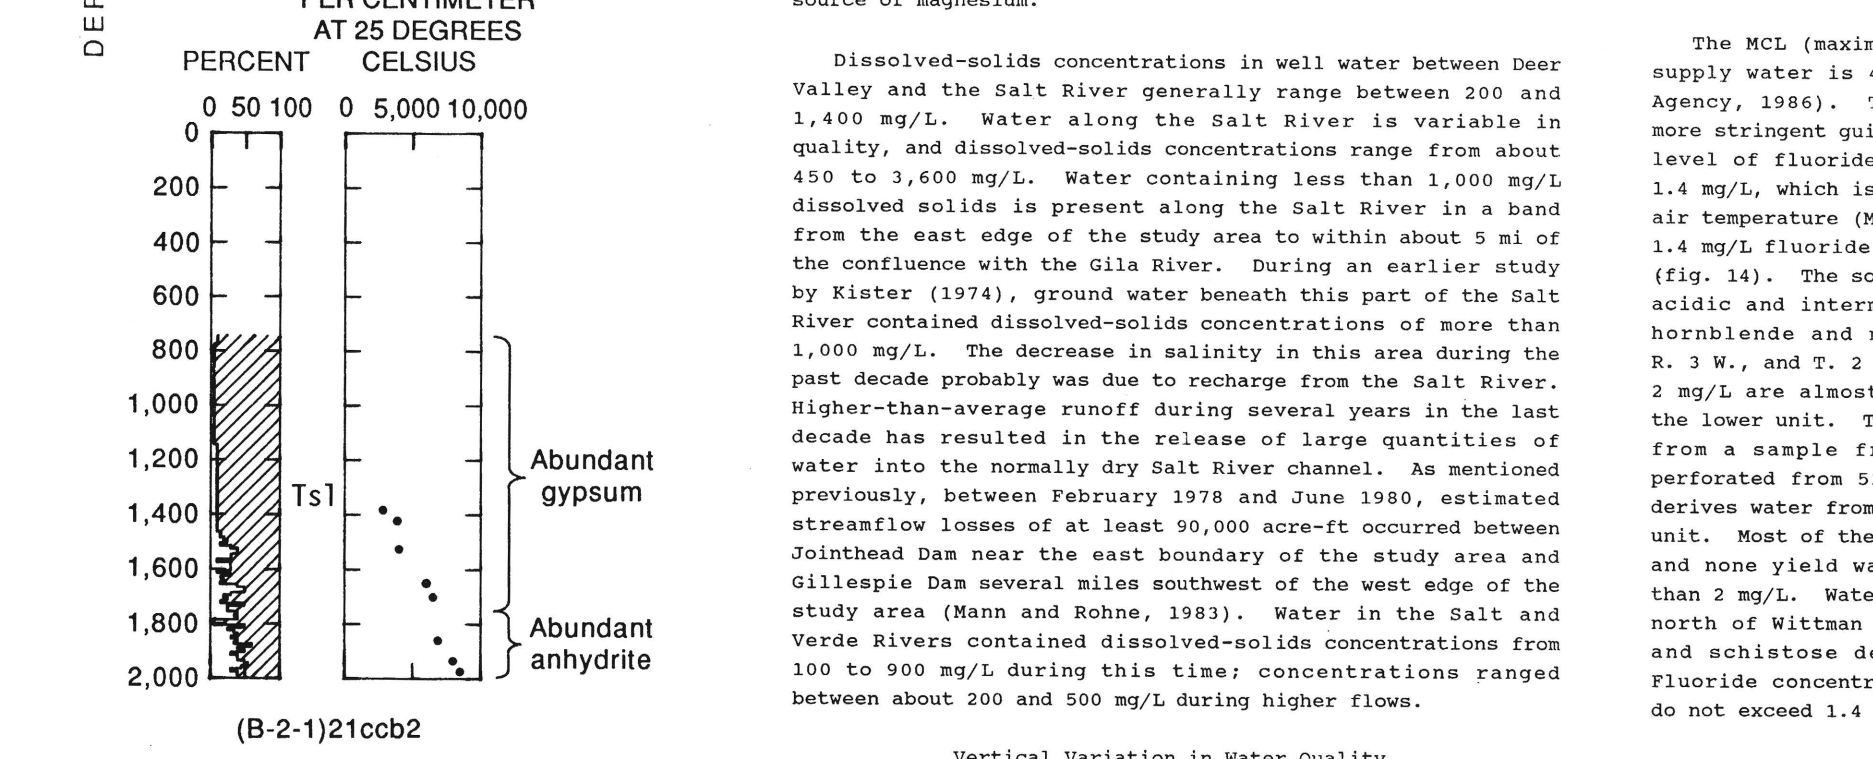 DEP
PER CENTIMETER
AT 25 DEGREES
PERCENT CELSIUS
0 50 100 0 5,000 10,000
0
200
400
600
800
1,000
1,200
1,400
1,600
1,800
2,000
Tsl
Abundant
gypsum
Abundant
anhydrite
(B-2-1)21ccb2
source of magnesium.
Dissolved-solids concentrations in well water between Deer
Valley and the Salt River generally range between 200 and
1,400 mg/L. Water along the Salt River is variable in
quality, and dissolved-solids concentrations range from about
450 to 3,600 mg/L. Water containing less than 1,000 mg/L
dissolved solids is present along the Salt River in a band
from the east edge of the study area to within about 5 mi of
the confluence with the Gila River. During an earlier study
by Kister (1974), ground water beneath this part of the Salt
River contained dissolved-solids concentrations of more than
1,000 mg/L. The decrease in salinity in this area during the
past decade probably was due to recharge from the Salt River.
Higher-than-average runoff during several years in the last
decade has resulted in the release of large quantities of
water into the normally dry Salt River channel. As mentioned
previously, between February 1978 and June 1980, estimated
streamflow losses of at least 90,000 acre-ft occurred between
Jointhead Dam near the east boundary of the study area and
Gillespie Dam several miles southwest of the west edge of the
study area (Mann and Rohne, 1983). Water in the Salt and
Verde Rivers contained dissolved-solids concentrations from
100 to 900 mg/L during this time; concentrations ranged
between about 200 and 500 mg/L during higher flows.
Vertical Variation in Water Quality
The MCL (maxim
supply water is 4
Agency, 1986).
more stringent gui
level of fluoride
1.4 mg/L, which is
air temperature (M
1.4 mg/L fluoride
(fig. 14). The so
acidic and interm
hornblende and
R. 3 W., and T. 2
2 mg/L are almost
the lower unit. T
from a sample fr
perforated from 5
derives water from
unit. Most of the
and none yield wa
than 2 mg/L. Wate
north of Wittman
and schistose de
Fluoride concentr
do not exceed 1.4